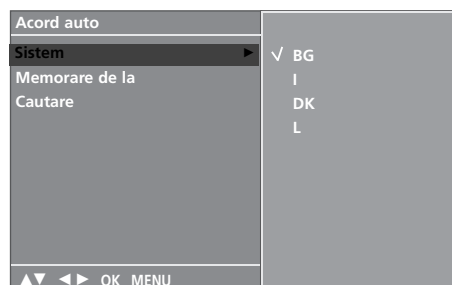 Acord auto
Sistem ►
Memorare de la
Cautare
√ BG
I
DK
L
▲▼ ◄► OK MENU